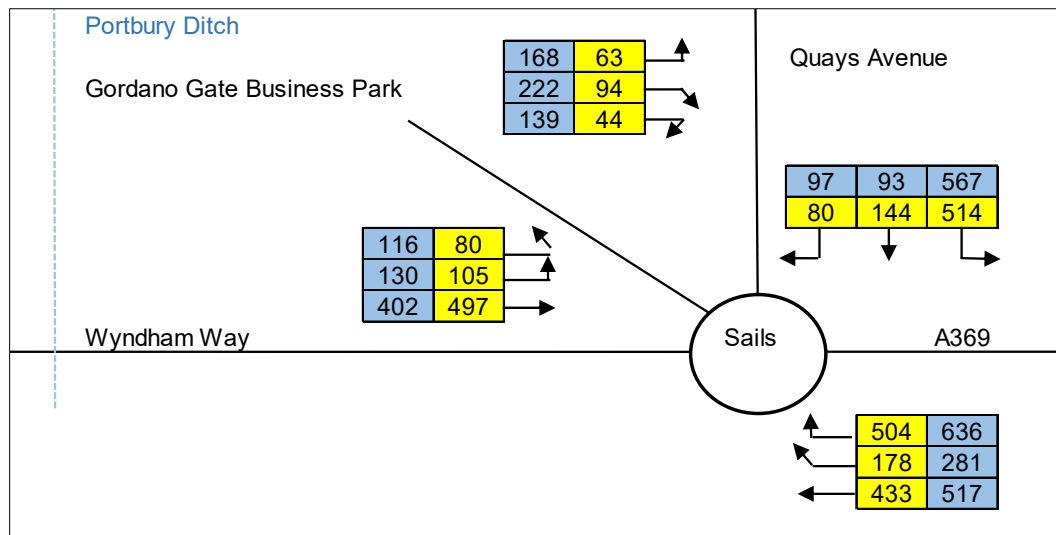 Portbury Ditch
Gordano Gate Business Park
168 63
222 94
139 44
Quays Avenue
97 93 567
80 144 514
116 80
130 105
402 497
Wyndham Way
Sails
A369
504 636
178 281
433 517